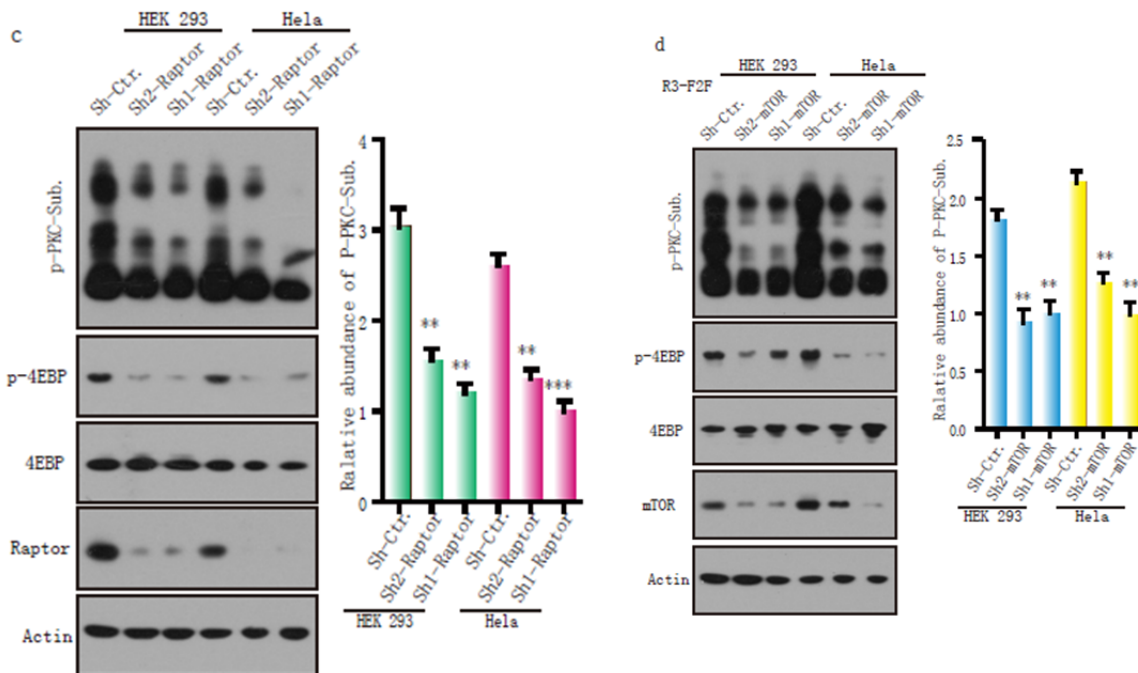 c
HEK 293 Hela
Sh-Ctr. Sh2-Raptor Sh1-Raptor Sh-Ctr. Sh2-Raptor Sh1-Raptor
p-PKC-Sub.
p-4EBP
4EBP
Raptor
Actin
Ralative abundance of P-PKC-Sub.
4
3
2
1
0
** ** ** ***
Sh-Ctr. Sh2-Raptor Sh1-Raptor Sh-Ctr. Sh2-Raptor Sh1-Raptor
HEK 293 Hela
d
HEK 293 Hela
R3-F2F
Sh-Ctr. Sh2-mTOR Sh1-mTOR Sh-Ctr. Sh2-mTOR Sh1-mTOR
p-PKC-Sub.
p-4EBP
4EBP
mTOR
Actin
Ralative abundance of P-PKC-Sub.
2.5
2.0
1.5
1.0
0.5
0.0
** ** ** **
Sh-Ctr. Sh2-mTOR Sh1-mTOR Sh-Ctr. Sh2-mTOR Sh1-mTOR
HEK 293 Hela